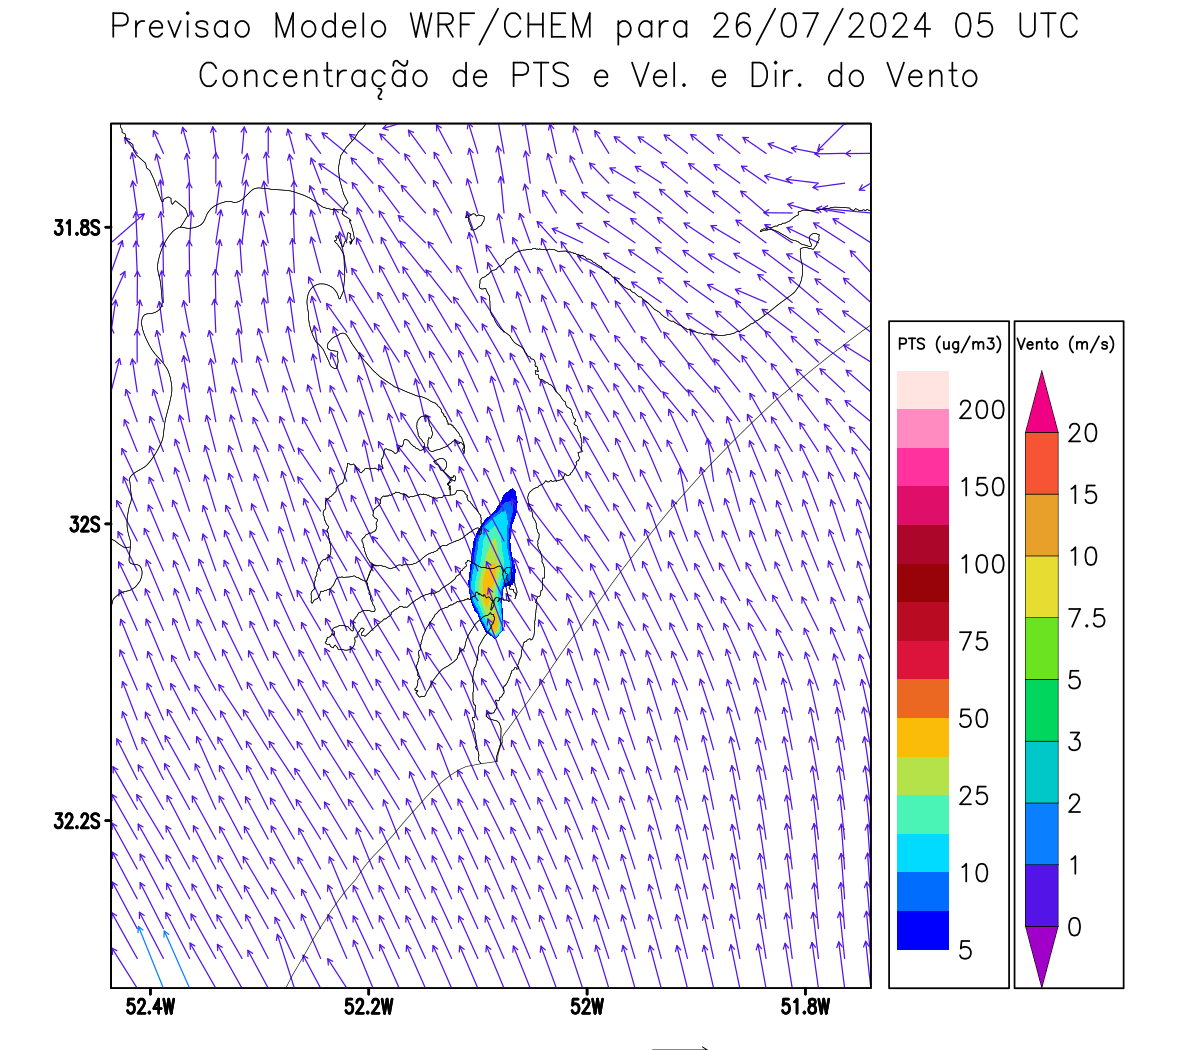 Previsao Modelo WRF/CHEM para 26/07/2024 05 UTC
Concentração de PTS e Vel. e Dir. do Vento
31.8S
32S
32.2S
52.4W
52.2W
52W
51.8W
PTS (ug/m3)
200
150
100
75
50
25
10
5
Vento (m/s)
20
15
10
7.5
5
3
2
1
0